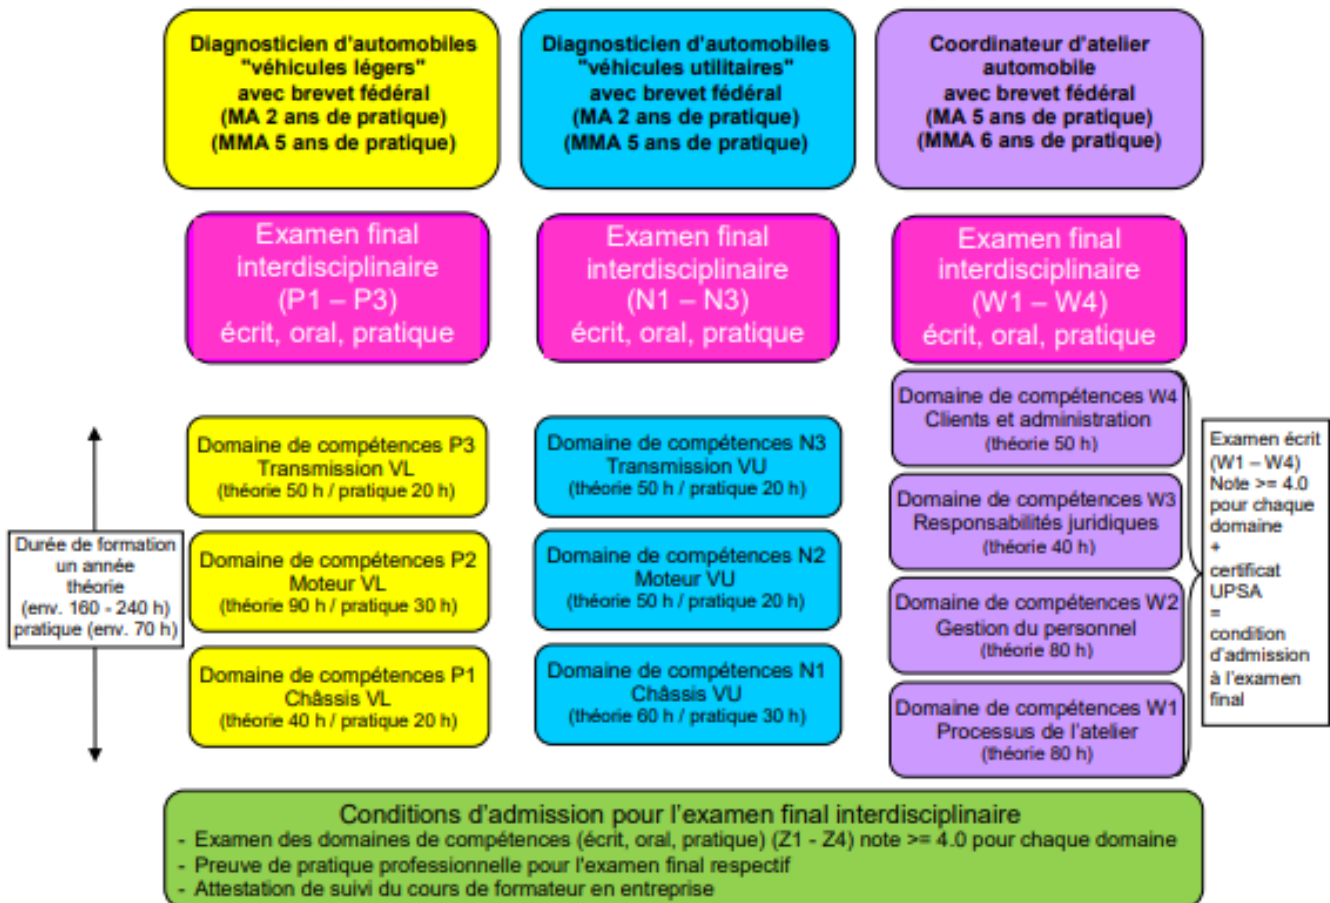 Diagnosticien d'automobiles
"véhicules légers"
avec brevet fédéral
(MA 2 ans de pratique)
(MMA 5 ans de pratique)
Diagnosticien d'automobiles
"véhicules utilitaires"
avec brevet fédéral
(MA 2 ans de pratique)
(MMA 5 ans de pratique)
Coordinateur d'atelier
automobile
avec brevet fédéral
(MA 5 ans de pratique)
(MMA 6 ans de pratique)
Examen final
interdisciplinaire
(P1 – P3)
écrit, oral, pratique
Examen final
interdisciplinaire
(N1 – N3)
écrit, oral, pratique
Examen final
interdisciplinaire
(W1 – W4)
écrit, oral, pratique
Durée de formation
un année
théorie
(env. 160 - 240 h)
pratique (env. 70 h)
Domaine de compétences P3
Transmission VL
(théorie 50 h / pratique 20 h)
Domaine de compétences P2
Moteur VL
(théorie 90 h / pratique 30 h)
Domaine de compétences P1
Châssis VL
(théorie 40 h / pratique 20 h)
Domaine de compétences N3
Transmission VU
(théorie 50 h / pratique 20 h)
Domaine de compétences N2
Moteur VU
(théorie 50 h / pratique 20 h)
Domaine de compétences N1
Châssis VU
(théorie 60 h / pratique 30 h)
Domaine de compétences W4
Clients et administration
(théorie 50 h)
Domaine de compétences W3
Responsabilités juridiques
(théorie 40 h)
Domaine de compétences W2
Gestion du personnel
(théorie 80 h)
Domaine de compétences W1
Processus de l'atelier
(théorie 80 h)
Examen écrit
(W1 – W4)
Note >= 4.0
pour chaque
domaine
+
certificat
UPSA
=
condition
d'admission
à l'examen
final
Conditions d'admission pour l'examen final interdisciplinaire
- Examen des domaines de compétences (écrit, oral, pratique) (Z1 - Z4) note >= 4.0 pour chaque domaine
- Preuve de pratique professionnelle pour l'examen final respectif
- Attestation de suivi du cours de formateur en entreprise